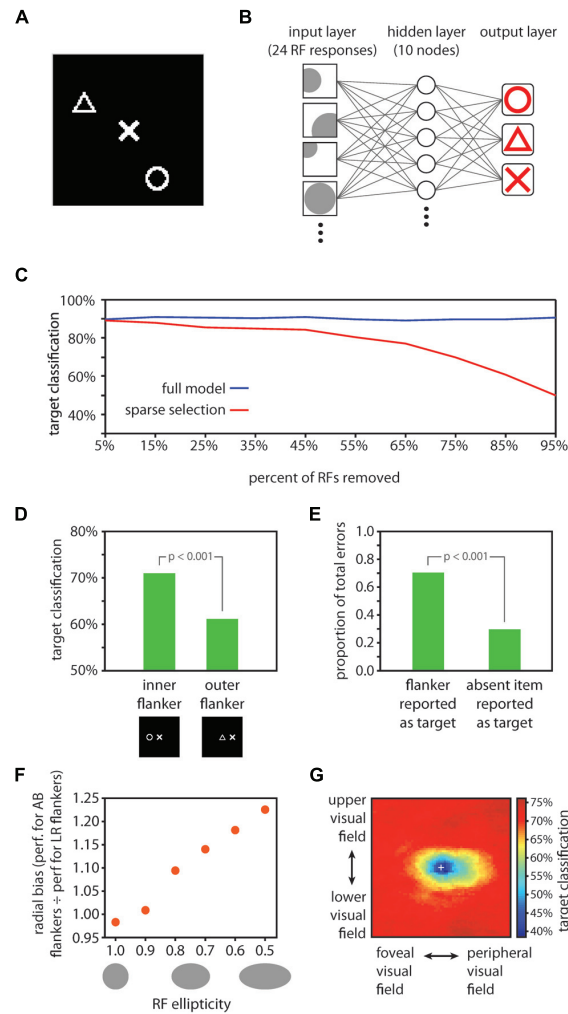 A
B
input layer
(24 RF responses)
hidden layer
(10 nodes)
output layer
C
target classification
100%
80%
60%
40%
full model
sparse selection
5%
15%
25%
35%
45%
55%
65%
75%
85%
95%
percent of RFs removed
D
target classification
80%
70%
60%
50%
p < 0.001
inner
flanker
outer
flanker
E
proportion of total errors
1.0
0.8
0.6
0.4
0.2
0.0
p < 0.001
flanker
reported
as target
absent item
reported
as target
F
radial bias (perf. for AB
flankers ÷ perf for LR flankers)
1.25
1.20
1.15
1.10
1.05
1.00
0.95
1.0
0.9
0.8
0.7
0.6
0.5
RF ellipticity
G
upper
visual
field
lower
visual
field
foveal
visual
field
peripheral
visual
field
75%
70%
65%
60%
55%
50%
45%
40%
target classification